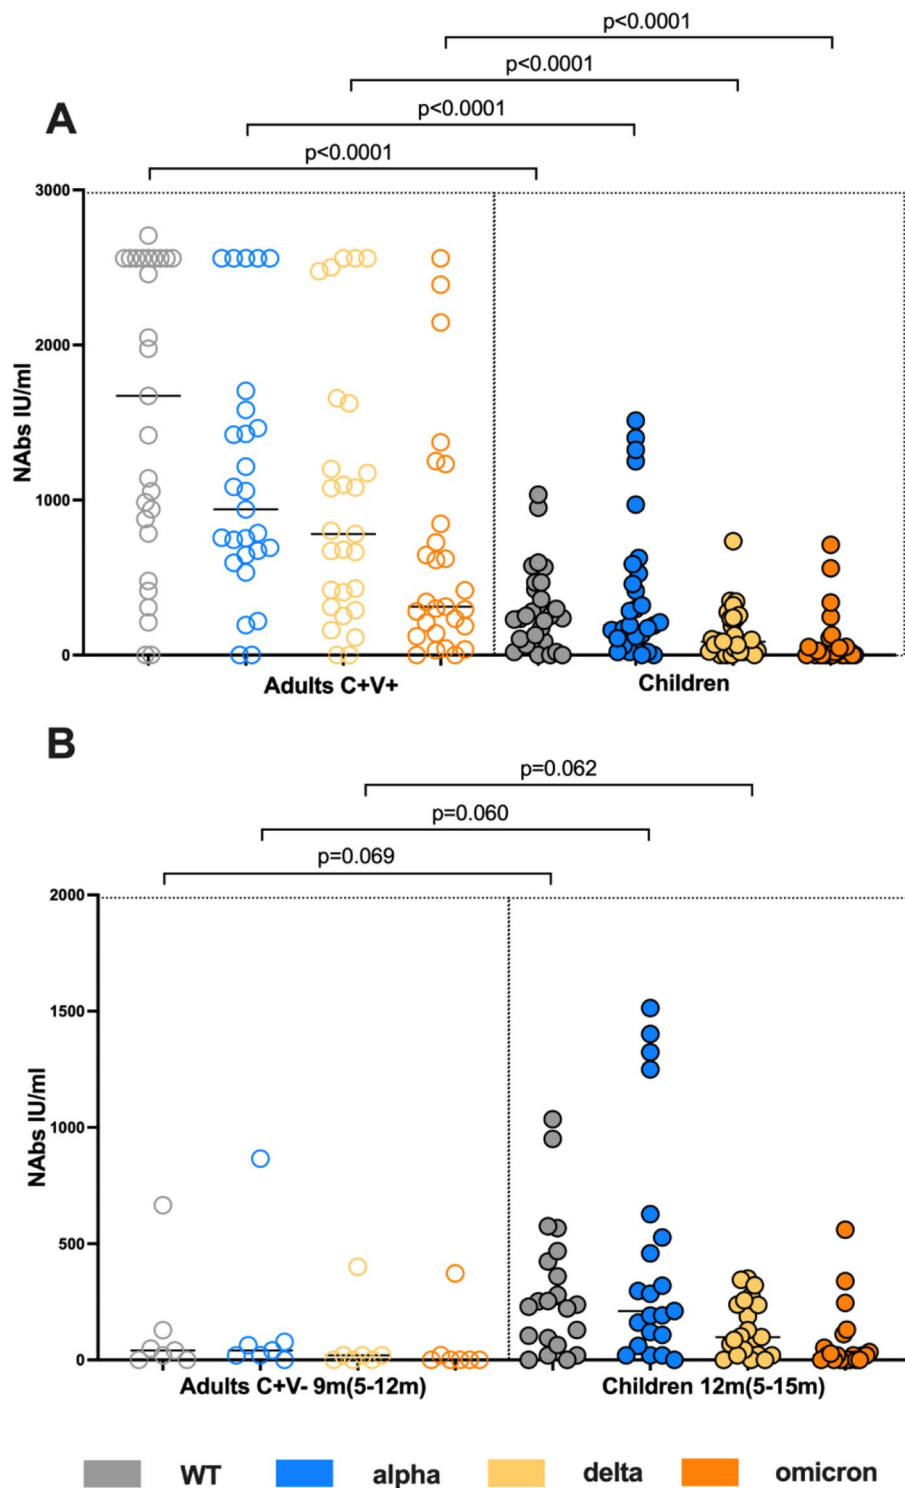 p<0.0001
p<0.0001
A
p<0.0001
p<0.0001
3000
2000
1000
0
NAbs IU/ml
Adults C+V+ Children
B
p=0.062
p=0.060
p=0.069
2000
1500
1000
500
0
NAbs IU/ml
Adults C+V- 9m(5-12m) Children 12m(5-15m)
WT alpha delta omicron